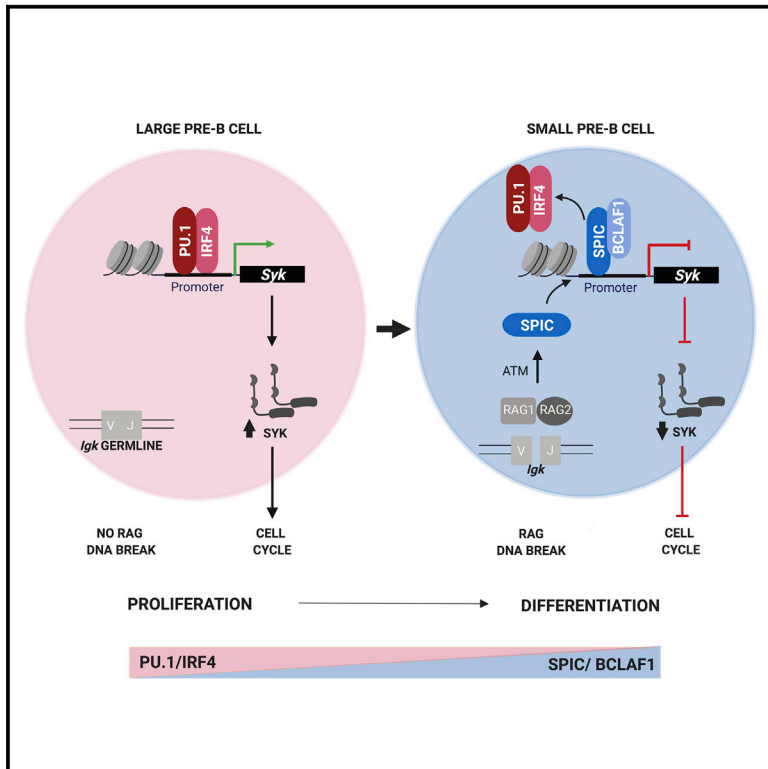 LARGE PRE-B CELL
PU.1
IRF4
Promoter
Syk
V J
Igk GERMLINE
SYK
NO RAG
DNA BREAK
CELL
CYCLE
SMALL PRE-B CELL
PU.1
IRF4
SPIC
BCLAF1
Promoter
Syk
SPIC
ATM
RAG1 RAG2
V J
Igk
SYK
RAG
DNA BREAK
CELL
CYCLE
PROLIFERATION
DIFFERENTIATION
PU.1/IRF4
SPIC/ BCLAF1